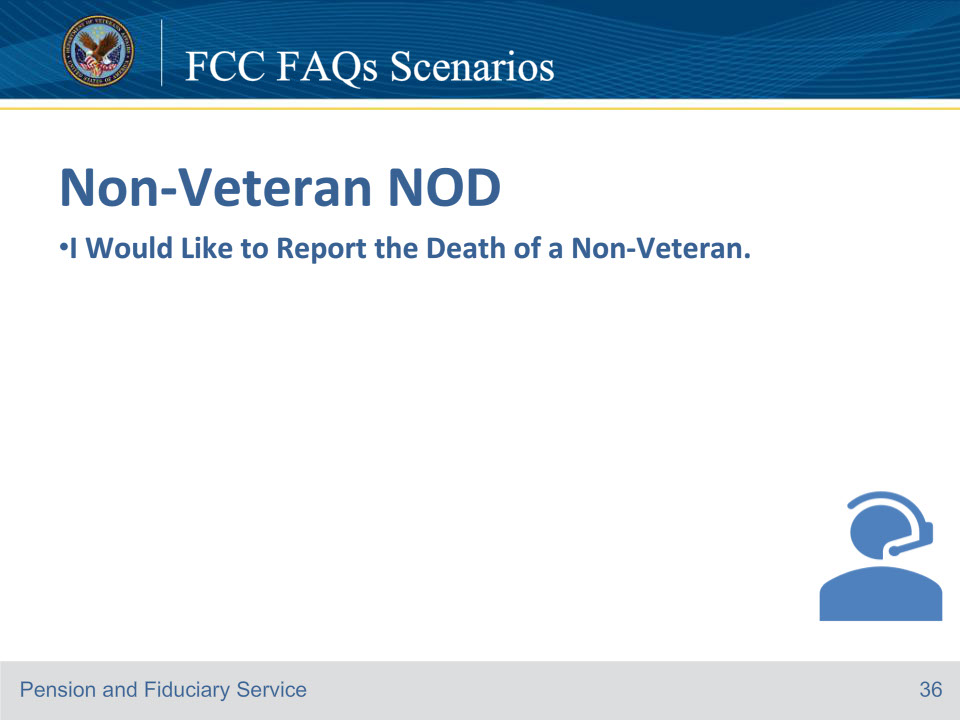 FCC FAQs Scenarios
Non-Veteran NOD
•I Would Like to Report the Death of a Non-Veteran.
Pension and Fiduciary Service
36